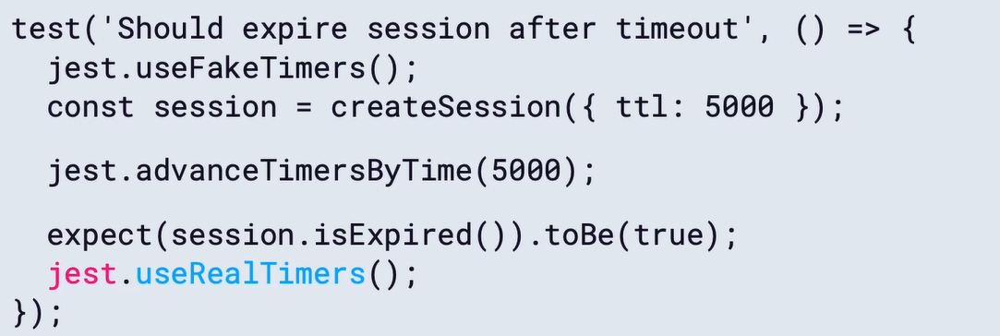 test('Should expire session after timeout', () => {
  jest.useFakeTimers();
  const session = createSession({ ttl: 5000 });
  jest.advanceTimersByTime(5000);
  expect(session.isExpired()).toBe(true);
  jest.useRealTimers();
});